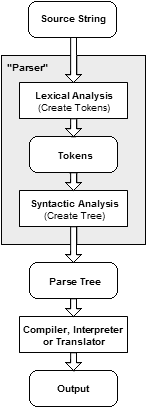 Source String
"Parser"
Lexical Analysis
(Create Tokens)
Tokens
Syntactic Analysis
(Create Tree)
Parse Tree
Compiler, Interpreter
or Translator
Output